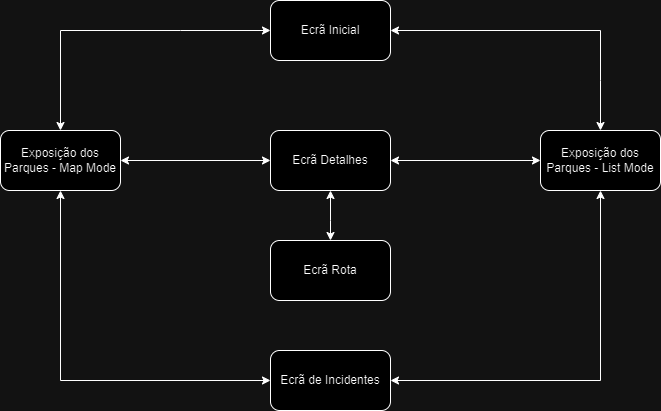 Ecrã Inicial
Exposição dos
Parques - Map Mode
Ecrã Detalhes
Exposição dos
Parques - List Mode
Ecrã Rota
Ecrã de Incidentes